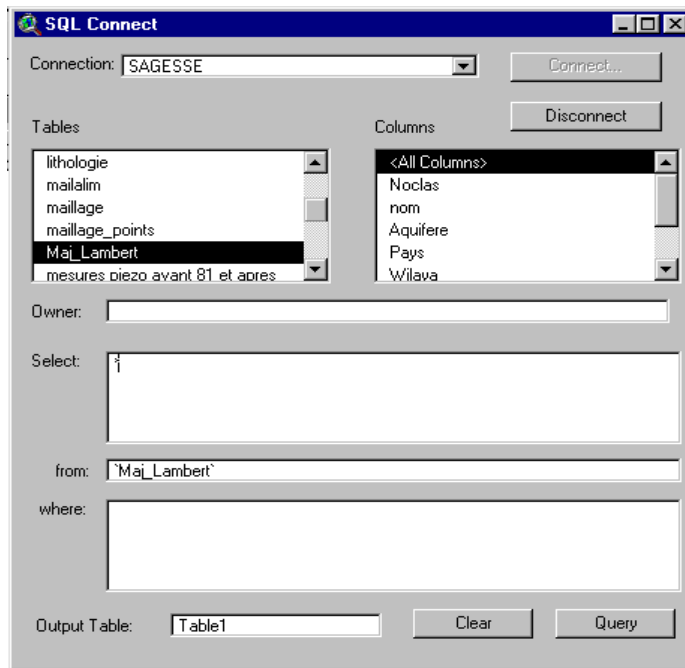 SQL Connect
Connection: SAGESSE
Connect...
Disconnect
Tables
Columns
lithologie
mailalim
maillage
maillage_points
Maj_Lambert
mesures piezo avant 81 et apres
<All Columns>
Noclas
nom
Aquifere
Pays
Wilaya
Owner:
Select: *
from: `Maj_Lambert`
where:
Output Table: Table1
Clear
Query